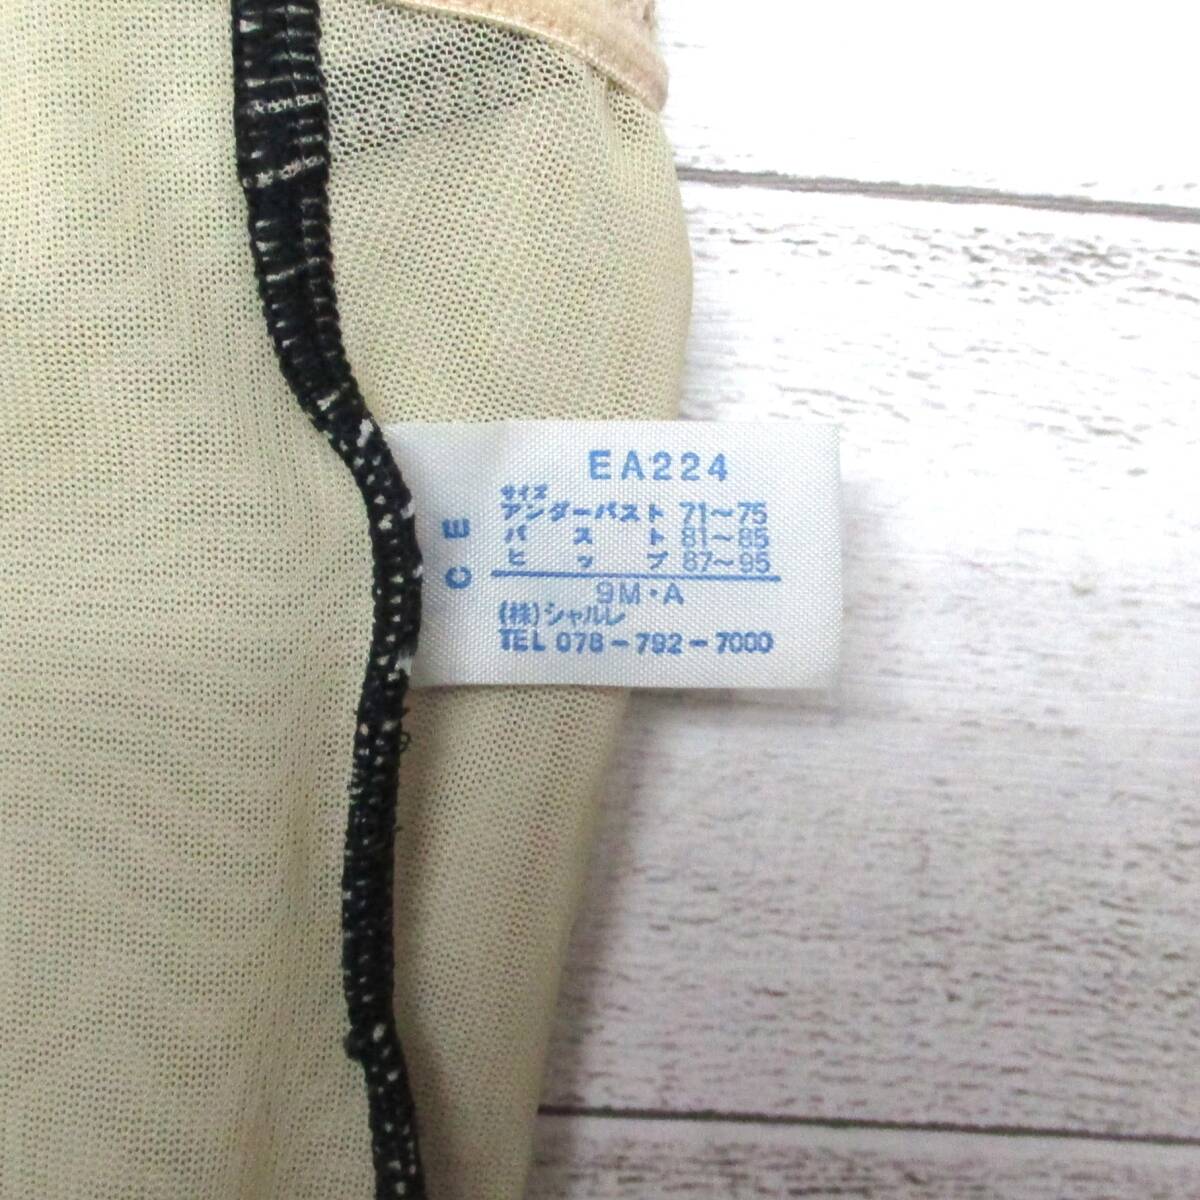 EA224
サイズ
アンダーバスト 71~75
バスト 81~85
ヒップ 87~95
9M・A
(株)シャルレ
TEL 078-792-7000
CE